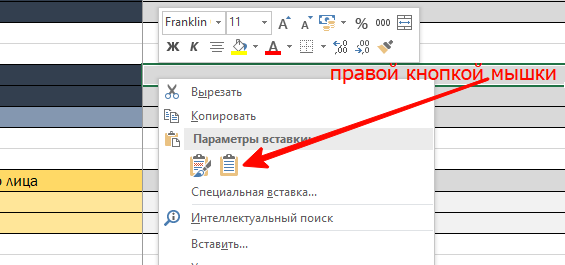 Franklin 11 A A % 000
Ж К A ,00 ,0
правой кнопкой мышки
Вырезать
Копировать
Параметры вставки:
о лица
Специальная вставка...
Интеллектуальный поиск
Вставить...